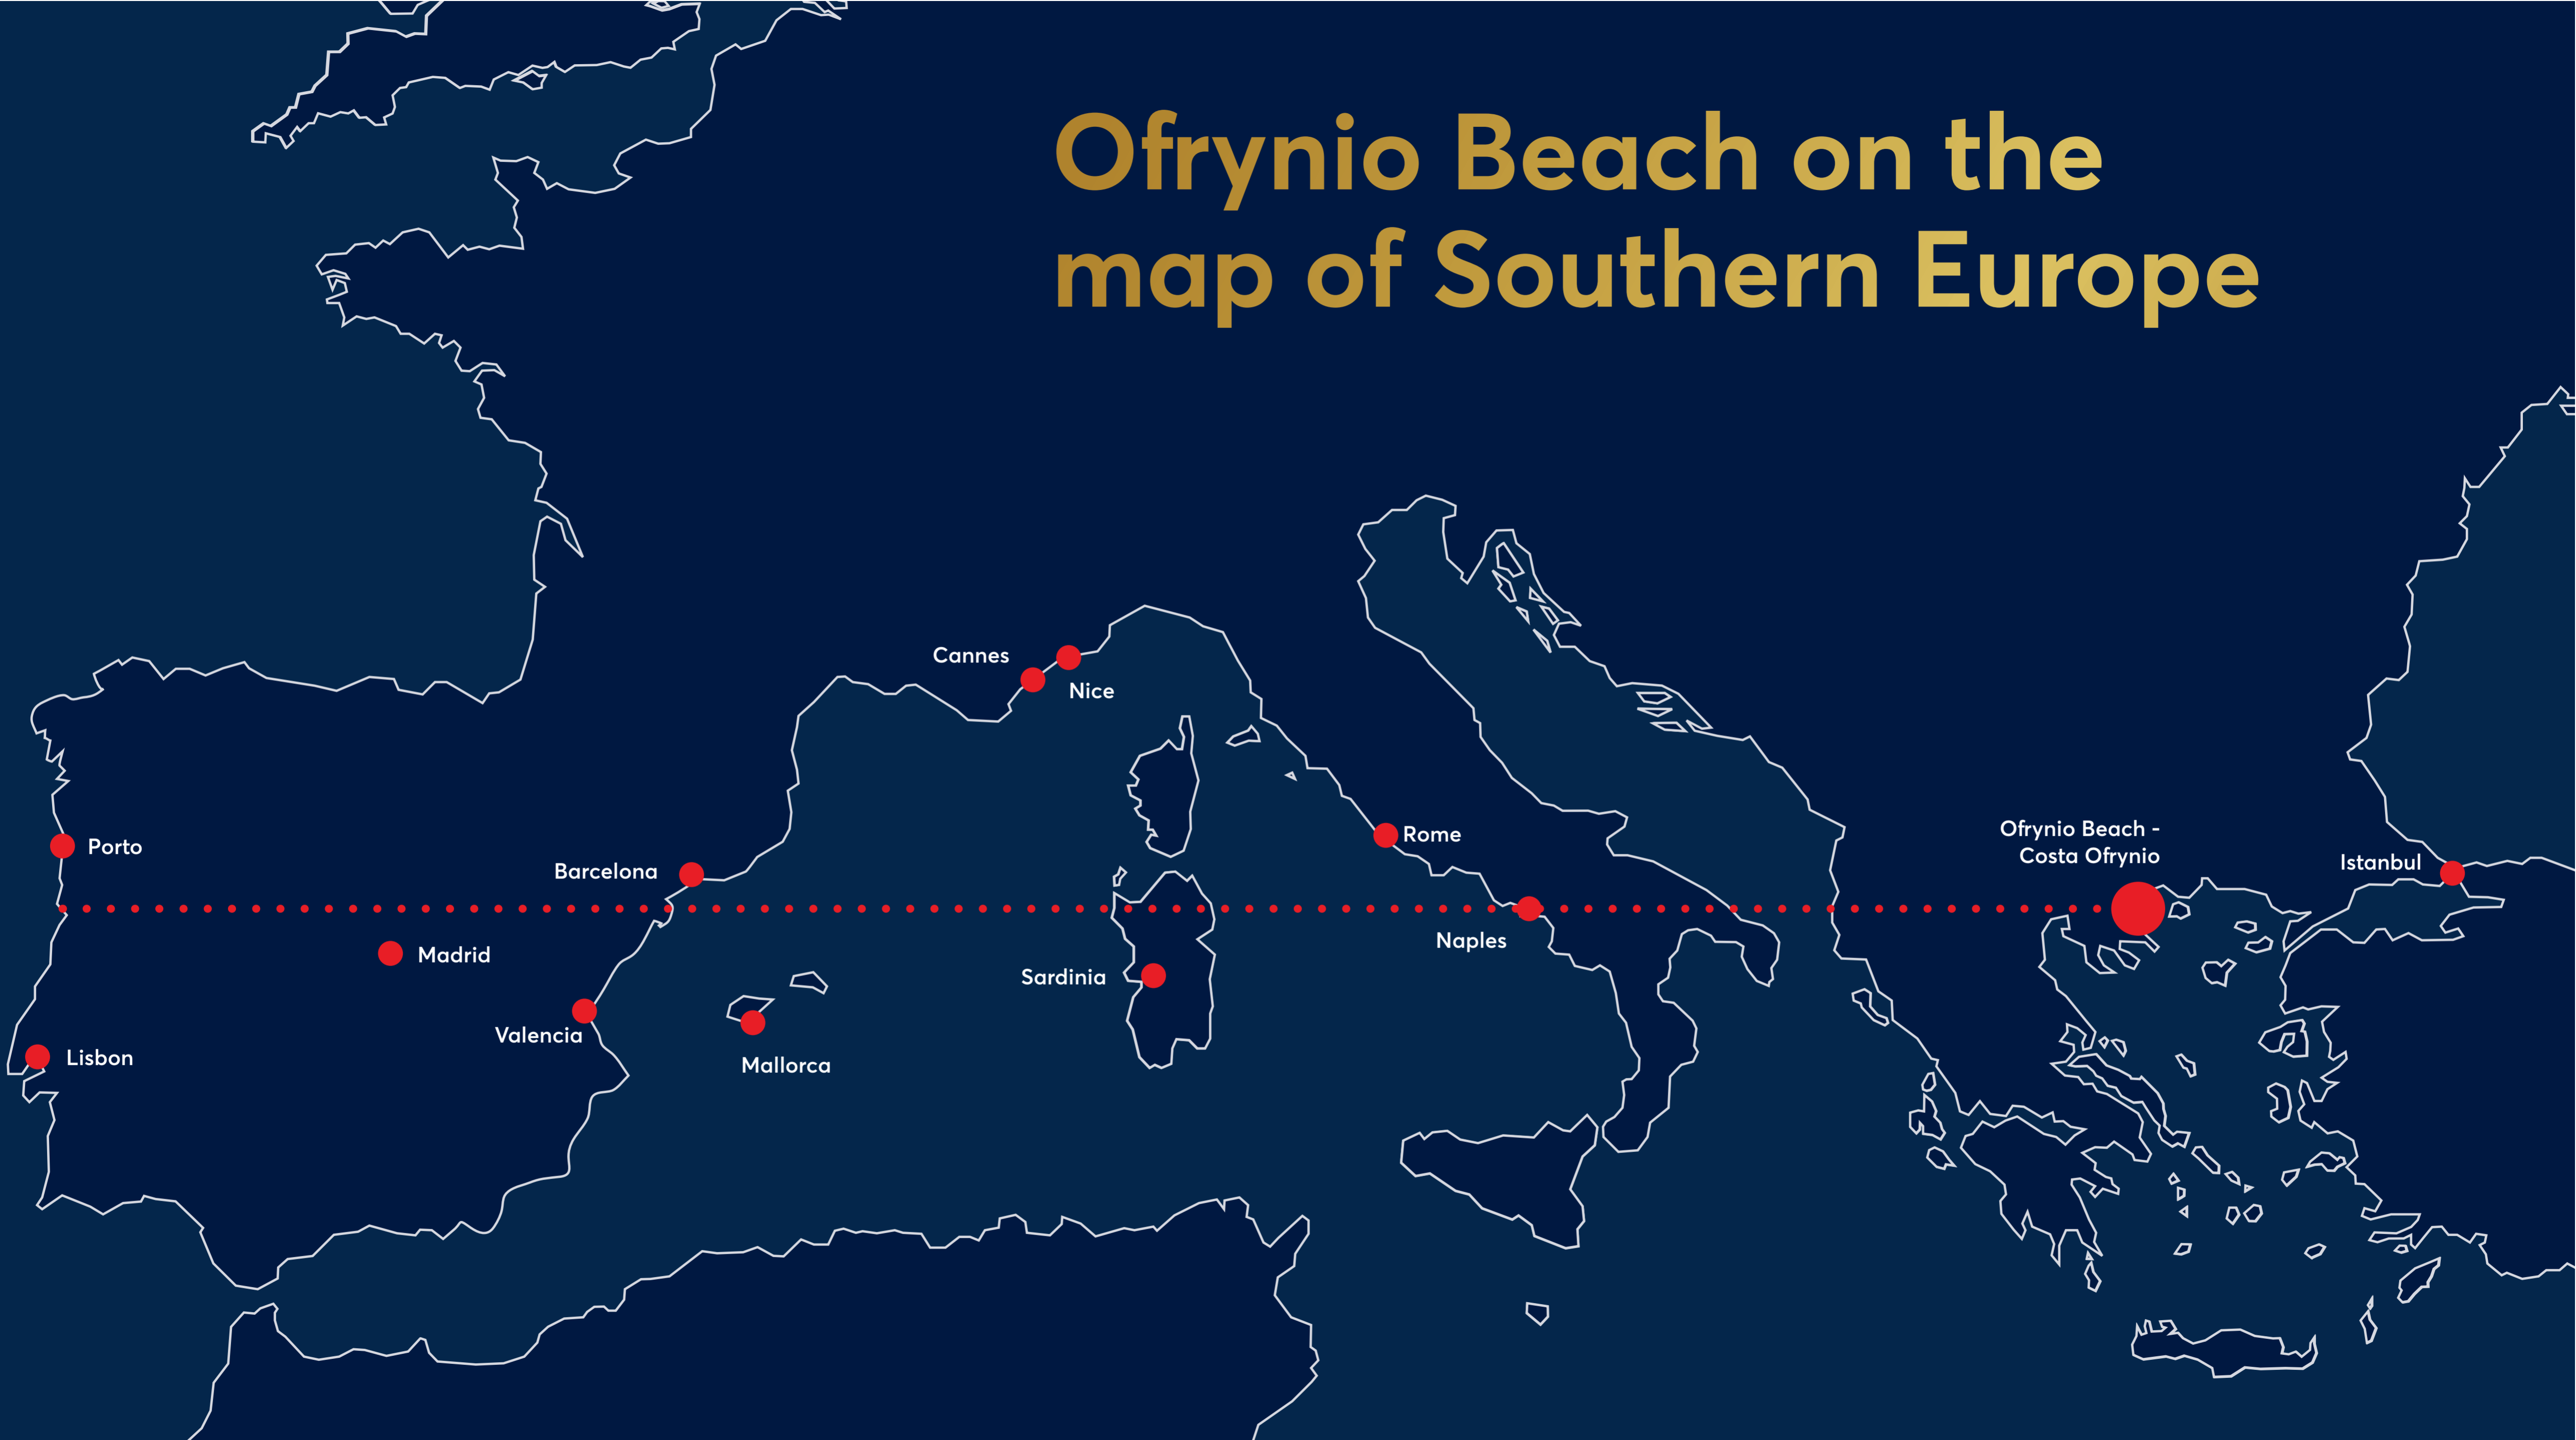 Ofrynio Beach on the
map of Southern Europe
Cannes
Nice
Rome
Ofrynio Beach -
Costa Ofrynio
Porto
Istanbul
Barcelona
Naples
Madrid
Sardinia
Valencia
Lisbon
Mallorca